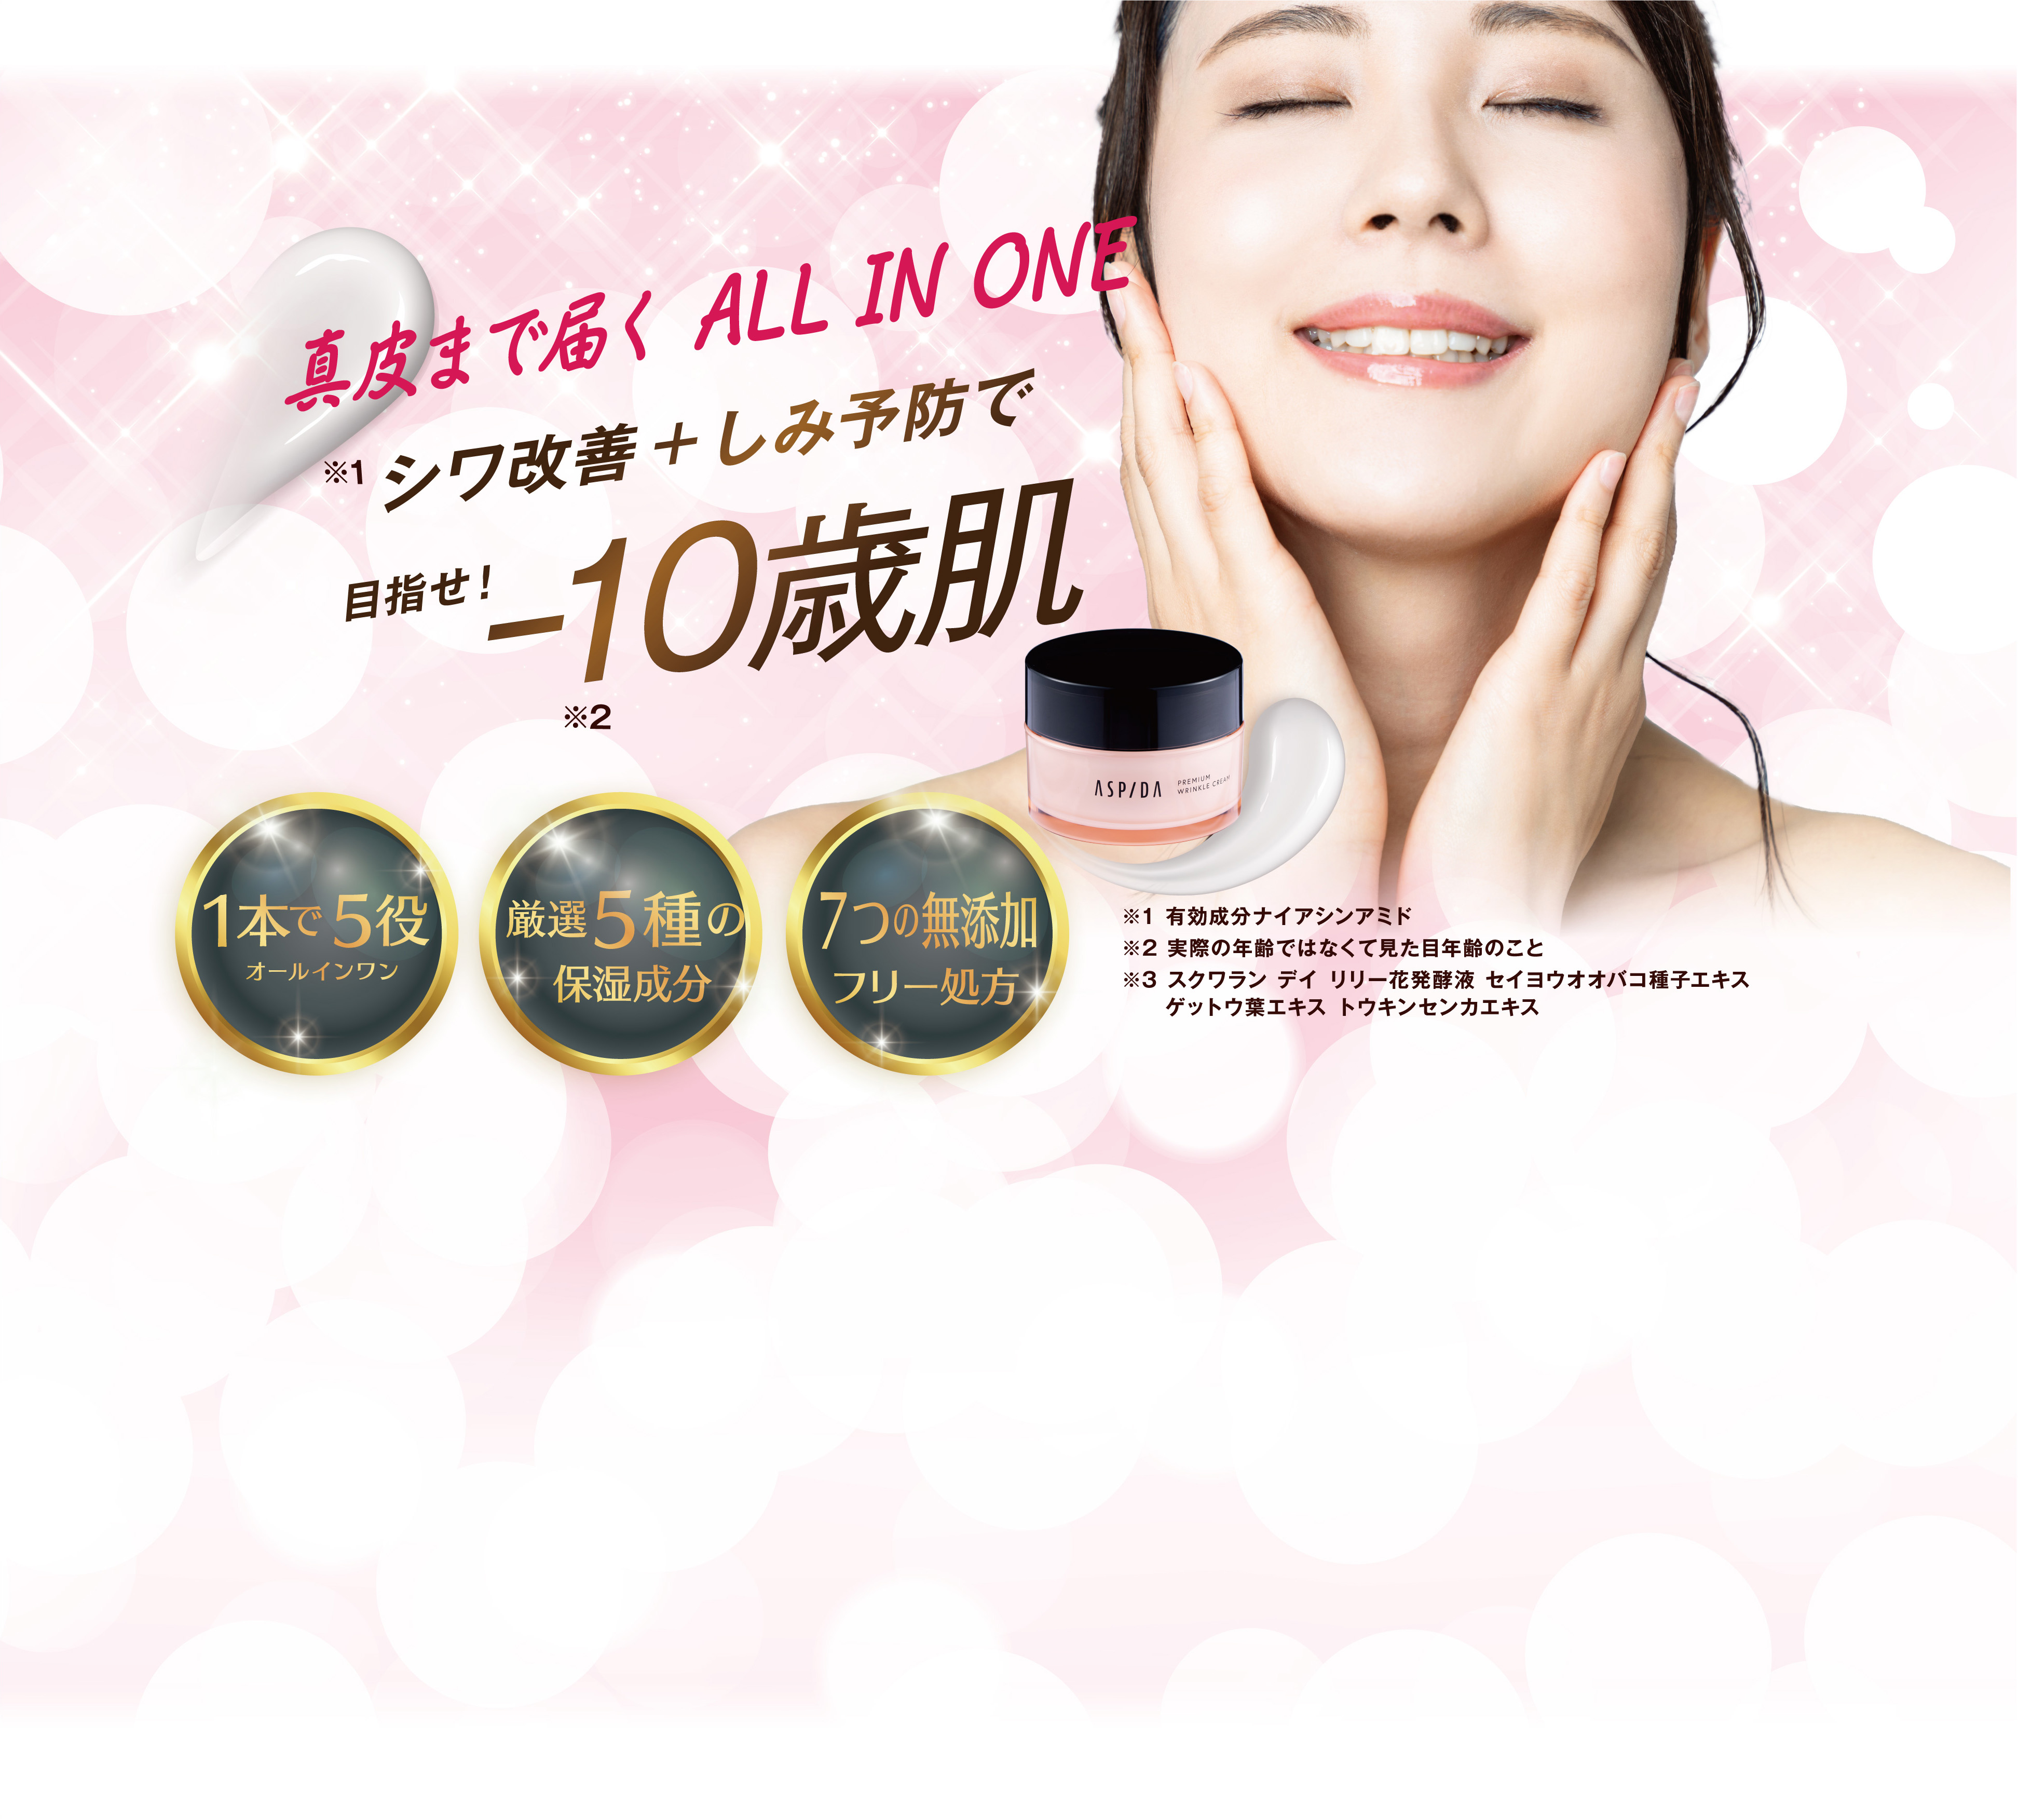 真皮まで届く ALL IN ONE
※1 シワ改善+しみ予防で
目指せ! -10歳肌
※2
ASPIDA PREMIUM WRINKLE CREAM
1本で5役
オールインワン
厳選5種の
保湿成分
7つの無添加
フリー処方
※1 有効成分ナイアシンアミド
※2 実際の年齢ではなくて見た目年齢のこと
※3 スクワラン デイ リリー花発酵液 セイヨウオオバコ種子エキス
ゲットウ葉エキス トウキンセンカエキス